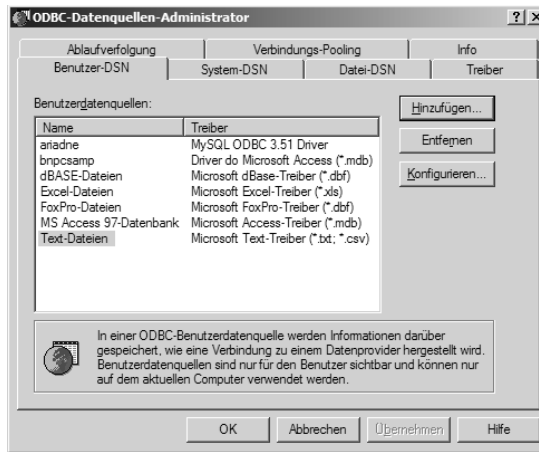 ODBC-Datenquellen-Administrator
Ablaufverfolgung Verbindungs-Pooling Info
Benutzer-DSN System-DSN Datei-DSN Treiber
Benutzerdatenquellen:
Hinzufügen...
Name Treiber
ariadne MySQL ODBC 3.51 Driver
Entfernen
bnpcsamp Driver do Microsoft Access (*.mdb)
dBASE-Dateien Microsoft dBase-Treiber (*.dbf)
Konfigurieren...
Excel-Dateien Microsoft Excel-Treiber (*.xls)
FoxPro-Dateien Microsoft FoxPro-Treiber (*.dbf)
MS Access 97-Datenbank Microsoft Access-Treiber (*.mdb)
Text-Dateien Microsoft Text-Treiber (*.txt; *.csv)
In einer ODBC-Benutzerdatenquelle werden Informationen darüber
gespeichert, wie eine Verbindung zu einem Datenprovider hergestellt wird.
Benutzerdatenquellen sind nur für den Benutzer sichtbar und können nur
auf dem aktuellen Computer verwendet werden.
OK Abbrechen Übernehmen Hilfe